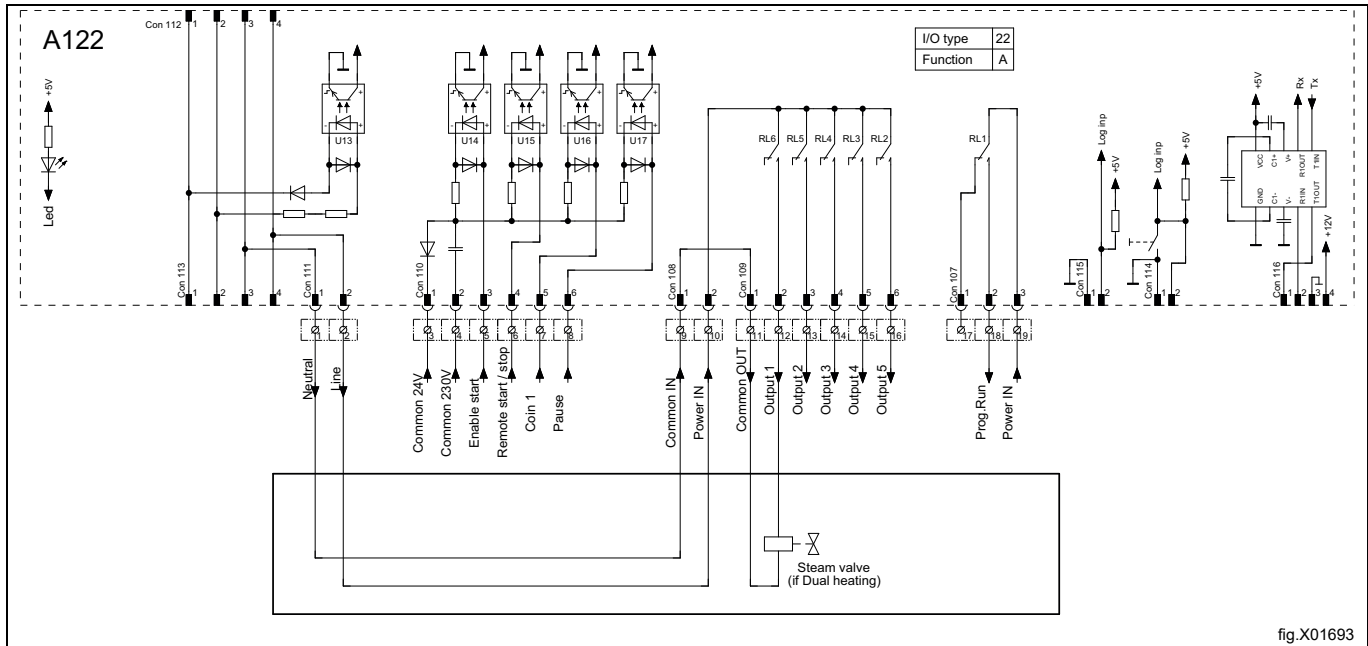 A122
Con 112
1
2
3
4
I/O type 22
Function A
+5V
Led
U13
U14
U15
U16
U17
- +
- +
- +
- +
- +
RL6
RL5
RL4
RL3
RL2
RL1
Log inp
+5V
Log inp
+5V
+5V
Rx
Tx
VCC
C1+
V+
R1OUT
T1IN
GND
C1-
V-
R1IN
T1OUT
+12V
Con 113
1 2 3 4
Con 111
1 2
Con 110
1 2 3 4 5 6
Con 108
1 2
Con 109
1 2 3 4 5 6
Con 107
1 2 3
Con 115
1 2
Con 114
1 2
Con 116
1 2 3 4
1 2
3 4 5 6 7 8
9 10
11 12 13 14 15 16
17 18 19
Neutral
Line
Common 24V
Common 230V
Enable start
Remote start / stop
Coin 1
Pause
Common IN
Power IN
Common OUT
Output 1
Output 2
Output 3
Output 4
Output 5
Prog.Run
Power IN
Steam valve
(if Dual heating)
fig.X01693